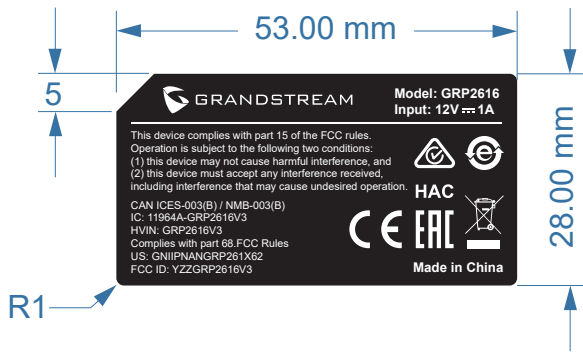 53.00 mm
5
GRANDSTREAM
Model: GRP2616
Input: 12V⎓1A
This device complies with part 15 of the FCC rules.
Operation is subject to the following two conditions:
(1) this device may not cause harmful interference, and
(2) this device must accept any interference received,
including interference that may cause undesired operation.
HAC
CAN ICES-003(B) / NMB-003(B)
IC: 11964A-GRP2616V3
HVIN: GRP2616V3
Complies with part 68.FCC Rules
US: GNIIPNANGRP261X62
FCC ID: YZZGRP2616V3
CE EAC
Made in China
28.00 mm
R1